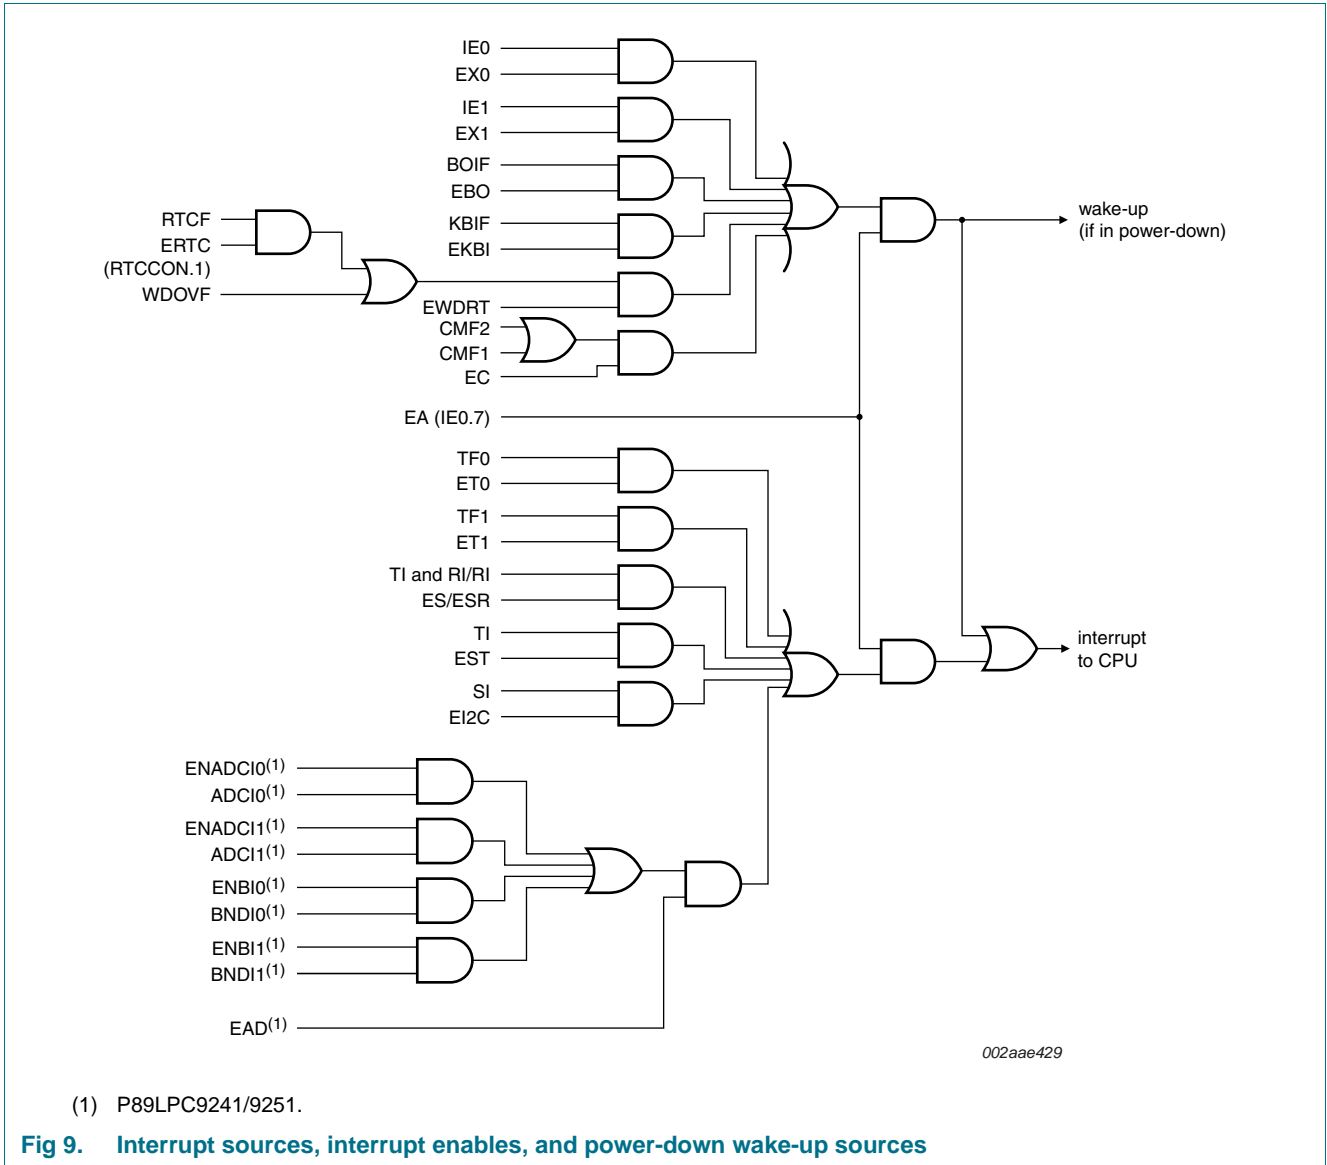 IE0
EX0
IE1
EX1
BOIF
EBO
KBIF
EKBI
RTCF
ERTC
(RTCCON.1)
WDOVF
EWDRT
CMF2
CMF1
EC
wake-up
(if in power-down)
EA (IE0.7)
TF0
ET0
TF1
ET1
TI and RI/RI
ES/ESR
TI
EST
SI
EI2C
interrupt
to CPU
ENADCI0(1)
ADCI0(1)
ENADCI1(1)
ADCI1(1)
ENBI0(1)
BNDI0(1)
ENBI1(1)
BNDI1(1)
EAD(1)
002aae429
(1) P89LPC9241/9251.
Fig 9. Interrupt sources, interrupt enables, and power-down wake-up sources